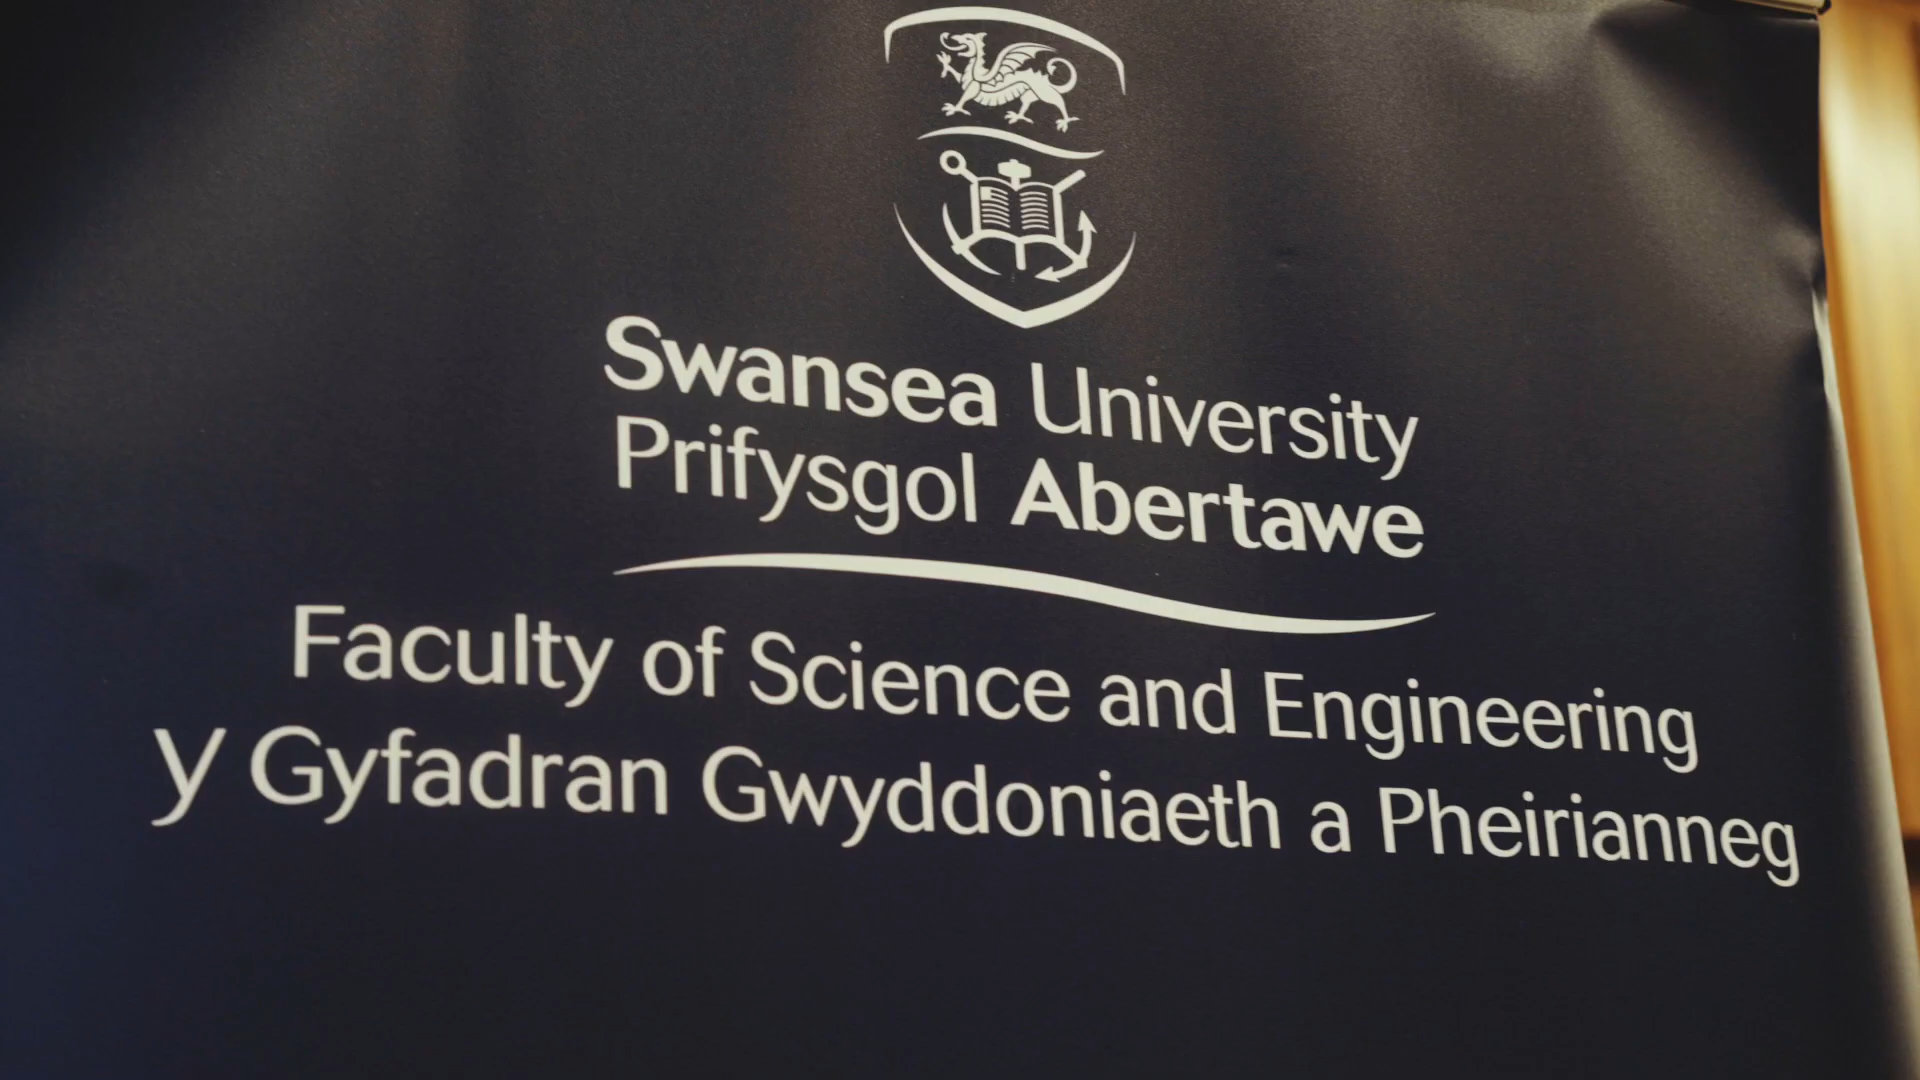 Swansea University
Prifysgol Abertawe
Faculty of Science and Engineering
y Gyfadran Gwyddoniaeth a Pheirianneg